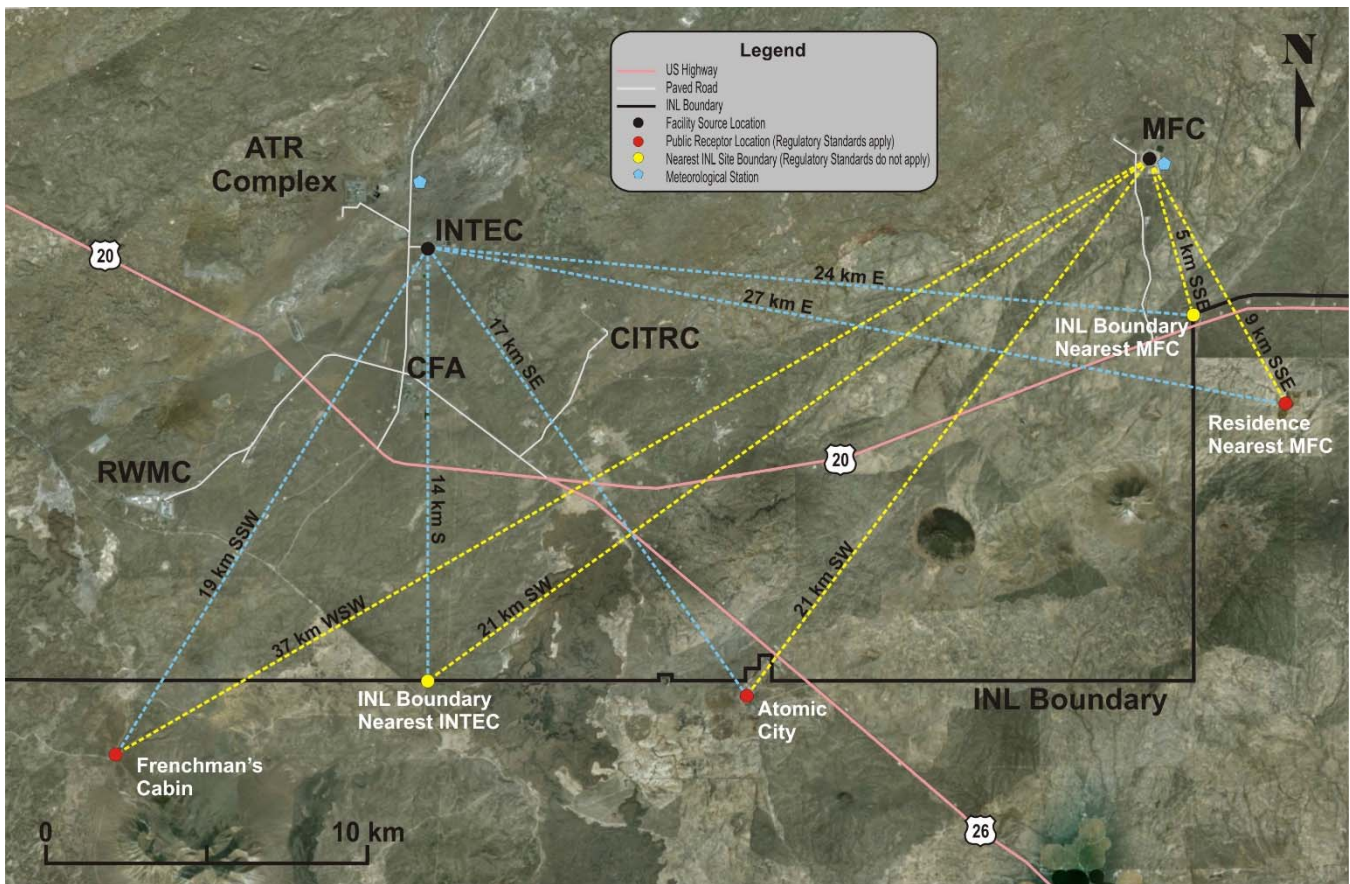 Legend
US Highway
Paved Road
INL Boundary
Facility Source Location
Public Receptor Location (Regulatory Standards apply)
Nearest INL Site Boundary (Regulatory Standards do not apply)
Meteorological Station
N
MFC
ATR
Complex
INTEC
20
24 km E
27 km E
5 km SSE
INL Boundary
Nearest MFC
9 km SSE
17 km SE
CITRC
CFA
Residence
Nearest MFC
20
RWMC
14 km S
19 km SSW
37 km WSW
21 km SW
21 km SW
INL Boundary
Nearest INTEC
Atomic
City
INL Boundary
Frenchman's
Cabin
0
10 km
26